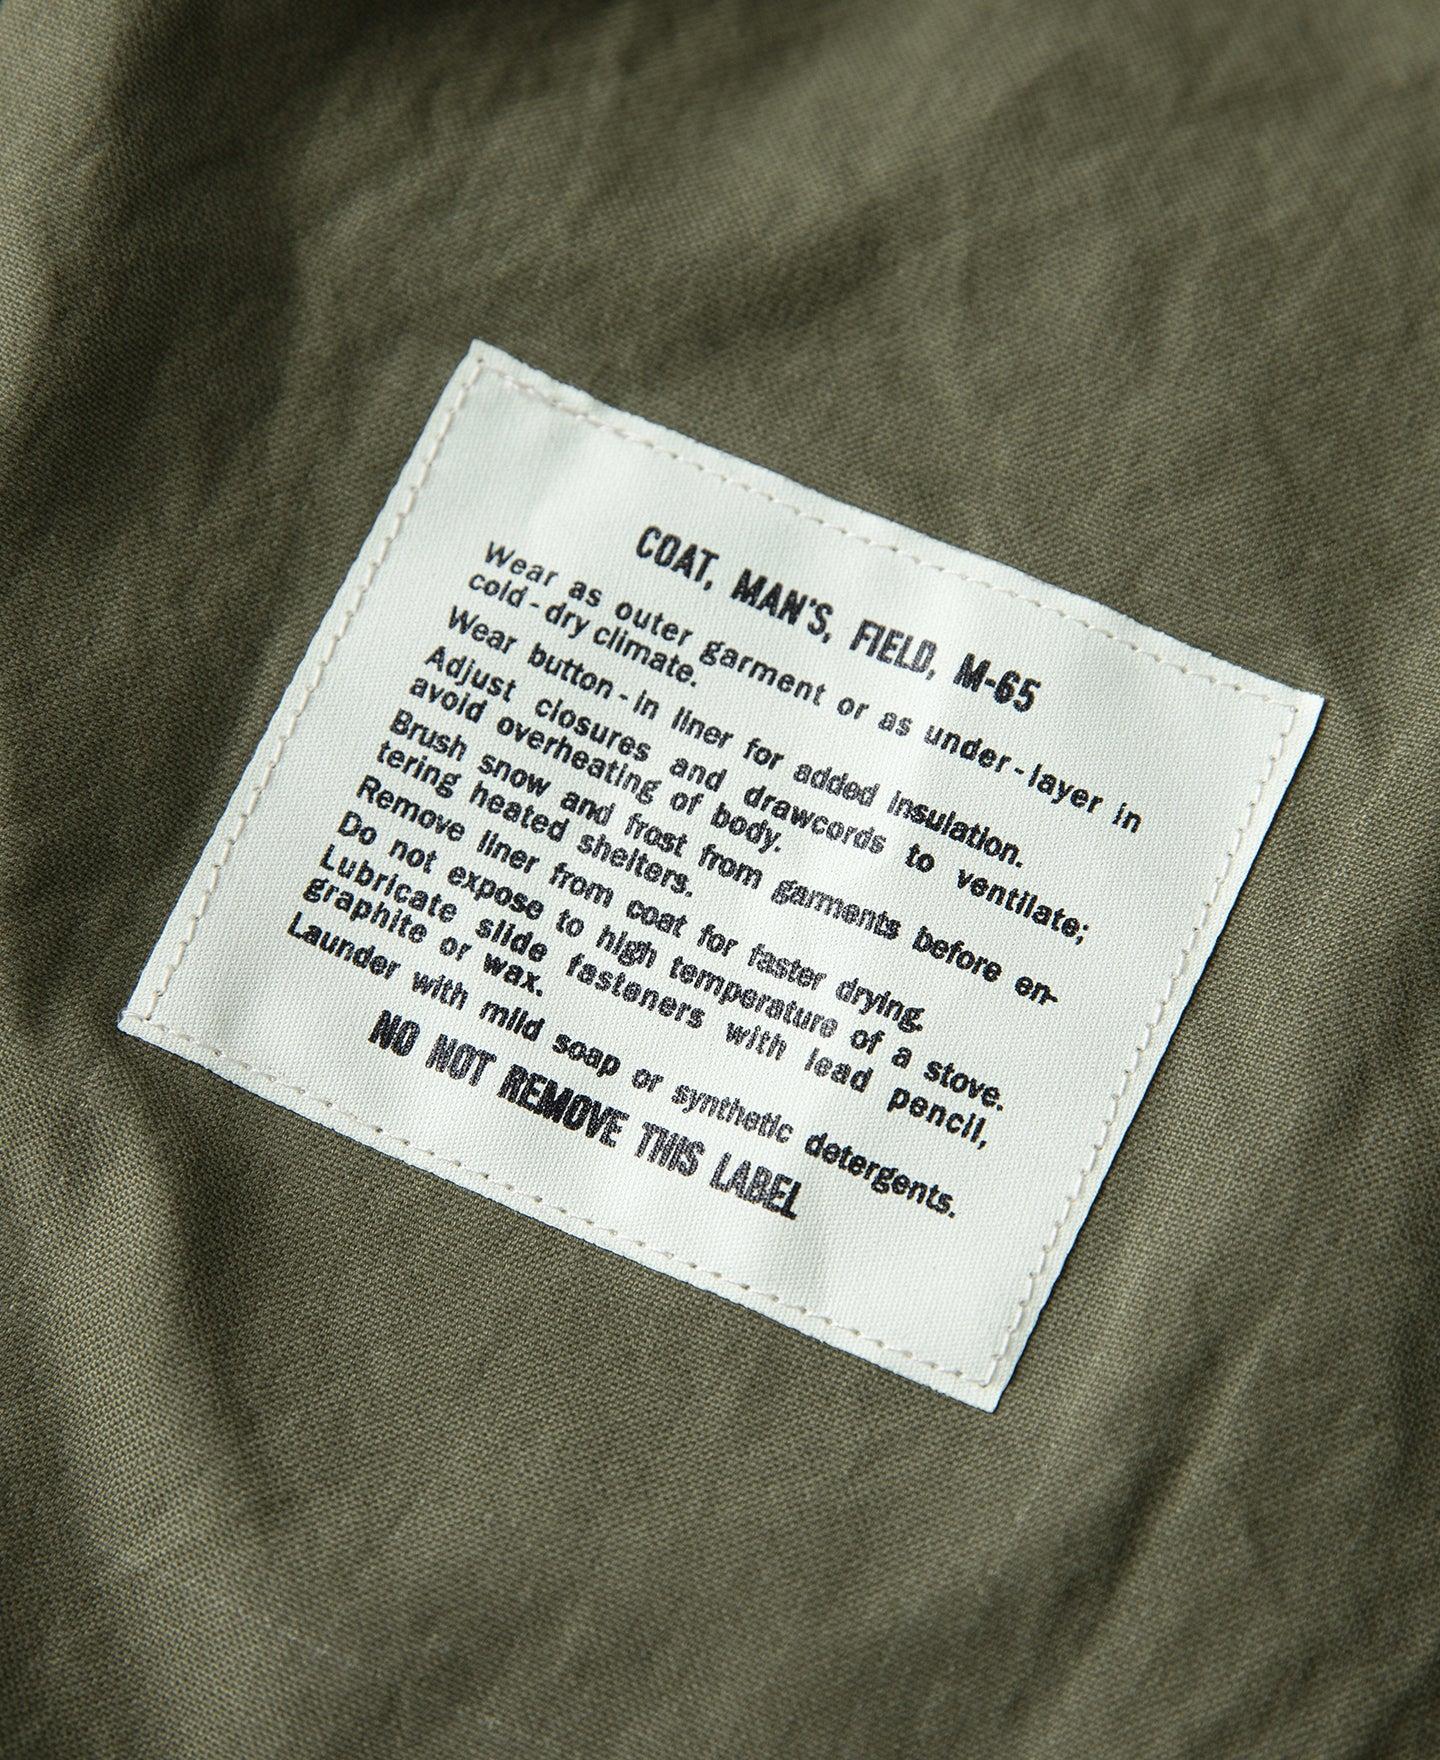 COAT, MAN'S, FIELD, M-65
Wear as outer garment or as under-layer in
cold-dry climate.
Wear button-in liner for added insulation.
Adjust closures and drawcords to ventilate;
avoid overheating of body.
Brush snow and frost from garments before en-
tering heated shelters.
Remove liner from coat for faster drying.
Do not expose to high temperature of a stove.
Lubricate slide fasteners with lead pencil,
graphite or wax.
Launder with mild soap or synthetic detergents.
NO NOT REMOVE THIS LABEL